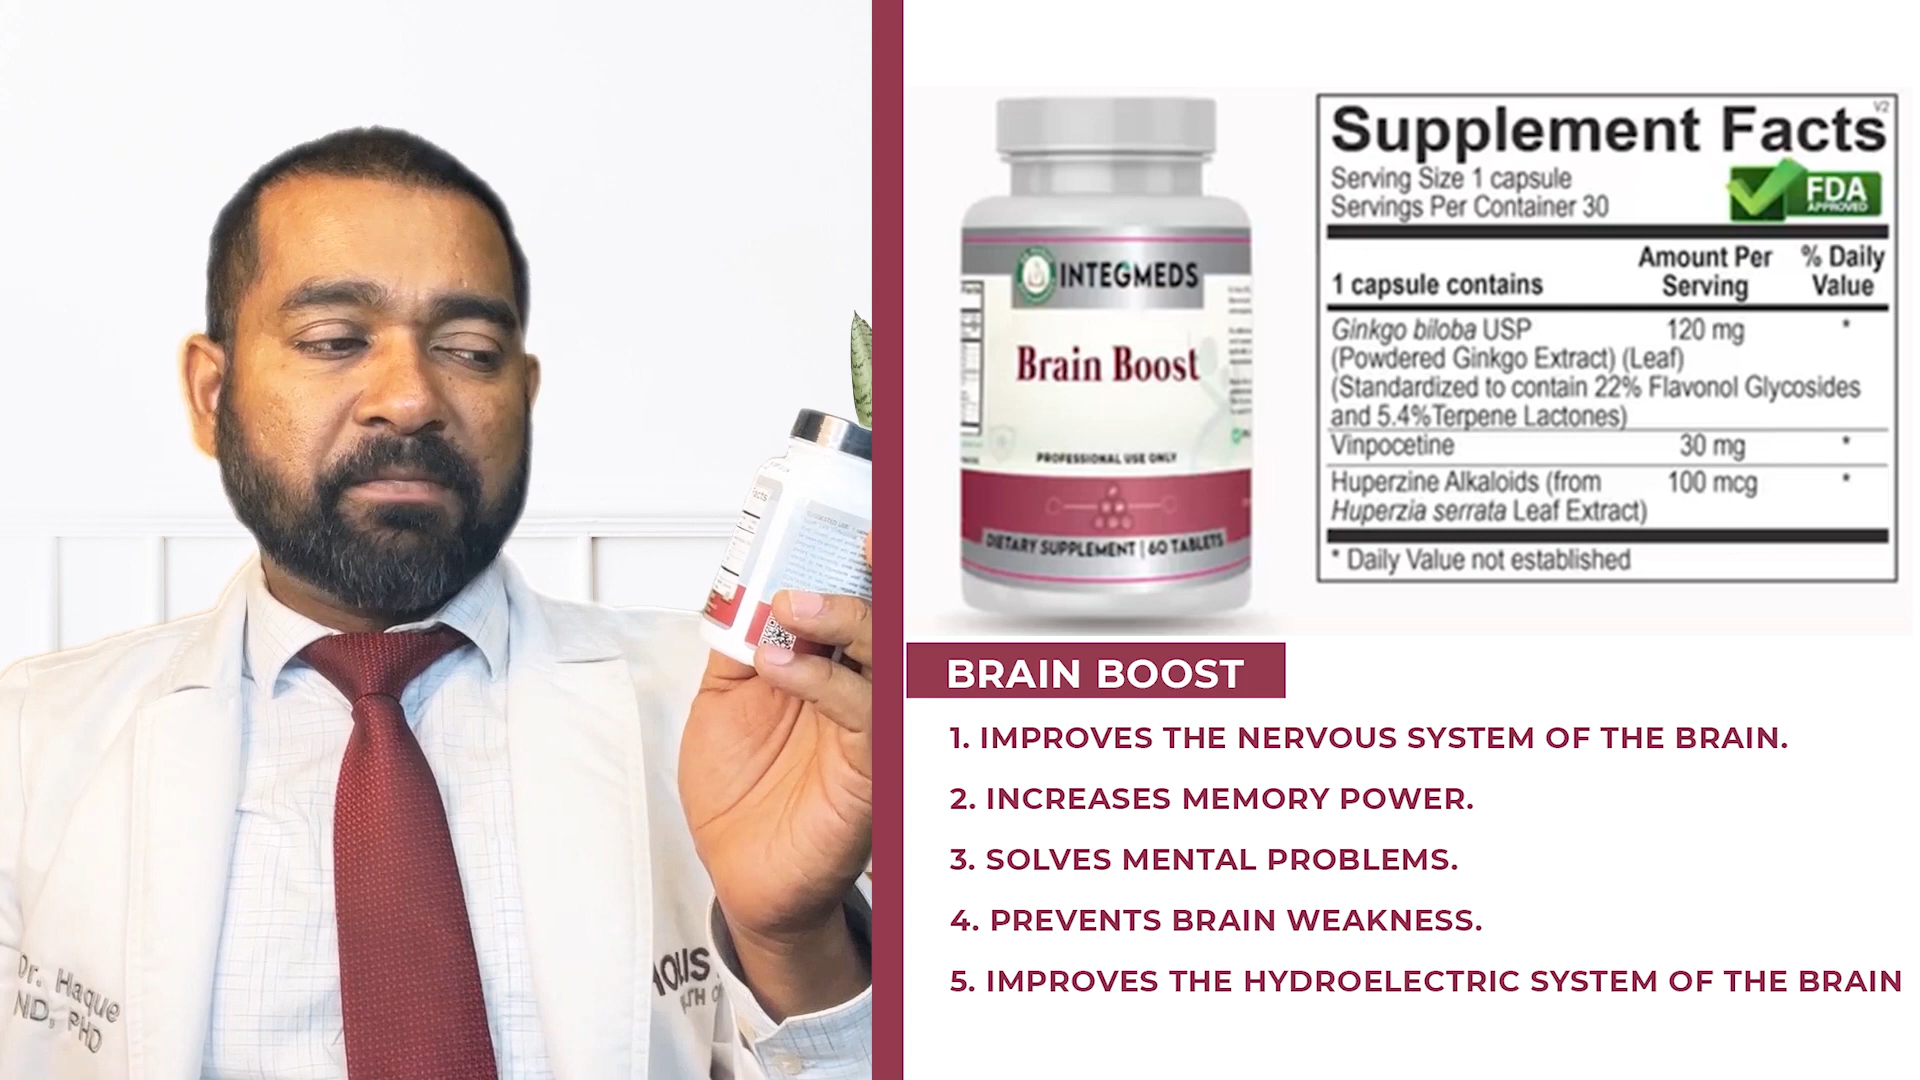 Dr. Haque
ND, PHD
Facts
INTEGMEDS
Brain Boost
PROFESSIONAL USE ONLY
DIETARY SUPPLEMENT | 60 TABLETS
Supplement Facts
V2
Serving Size 1 capsule
Servings Per Container 30
FDA
APPROVED
1 capsule contains Amount Per Serving % Daily Value
Ginkgo biloba USP 120 mg *
(Powdered Ginkgo Extract) (Leaf)
(Standardized to contain 22% Flavonol Glycosides
and 5.4%Terpene Lactones)
Vinpocetine 30 mg *
Huperzine Alkaloids (from 100 mcg *
Huperzia serrata Leaf Extract)
* Daily Value not established
BRAIN BOOST
1. IMPROVES THE NERVOUS SYSTEM OF THE BRAIN.
2. INCREASES MEMORY POWER.
3. SOLVES MENTAL PROBLEMS.
4. PREVENTS BRAIN WEAKNESS.
5. IMPROVES THE HYDROELECTRIC SYSTEM OF THE BRAIN